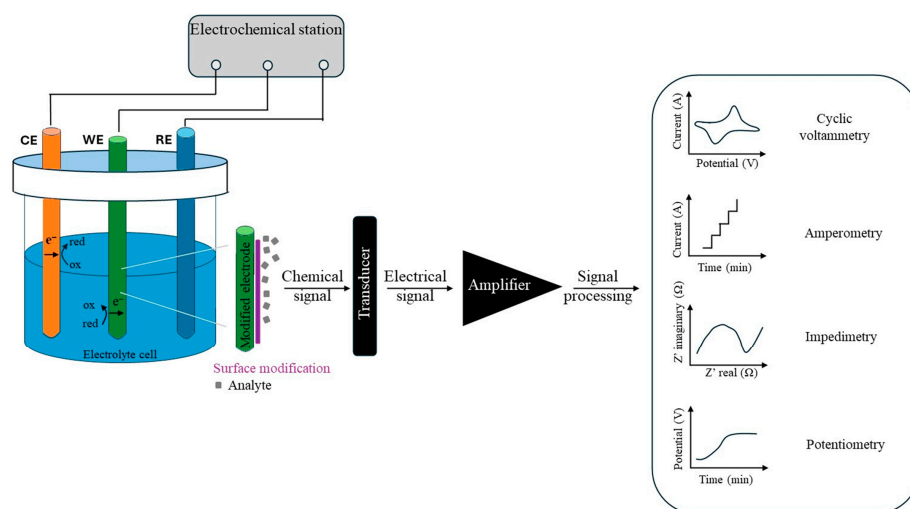 Electrochemical station
CE
WE
RE
e⁻
red
ox
ox
e⁻
red
Electrolyte cell
Modified electrode
Surface modification
Analyte
Chemical
signal
Transducer
Electrical
signal
Amplifier
Signal
processing
Current (A)
Potential (V)
Cyclic
voltammetry
Current (A)
Time (min)
Amperometry
Z' imaginary (Ω)
Z' real (Ω)
Impedimetry
Potential (V)
Time (min)
Potentiometry